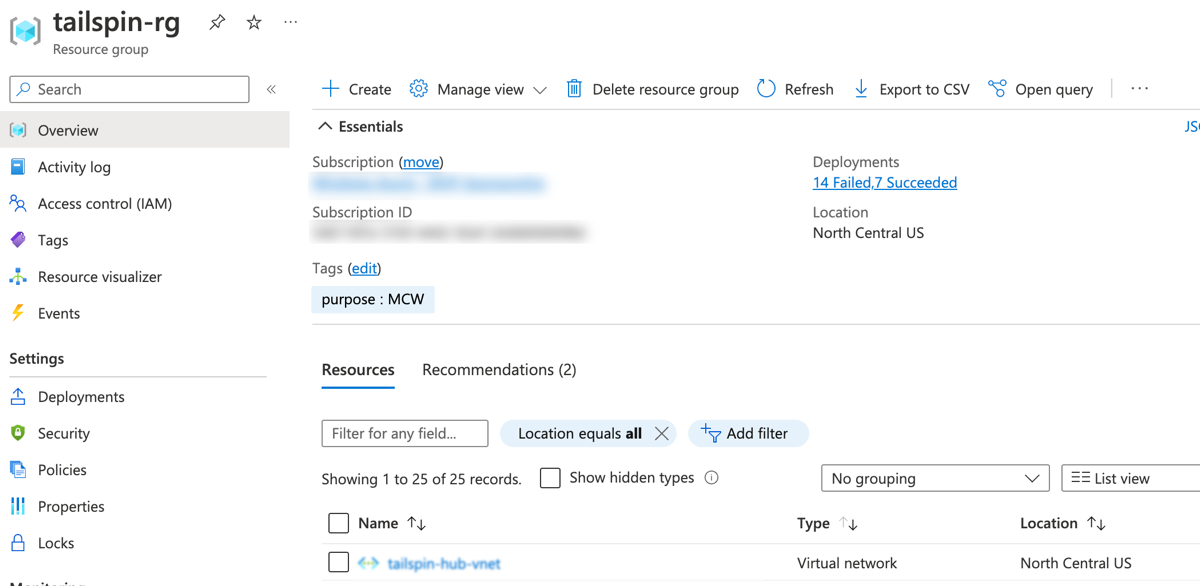 tailspin-rg
Resource group
Search
Overview
Activity log
Access control (IAM)
Tags
Resource visualizer
Events
Settings
Deployments
Security
Policies
Properties
Locks
Create
Manage view
Delete resource group
Refresh
Export to CSV
Open query
Essentials
Subscription (move)
Subscription ID
Tags (edit)
purpose : MCW
Deployments
14 Failed,7 Succeeded
Location
North Central US
Resources Recommendations (2)
Filter for any field...
Location equals all
Add filter
Showing 1 to 25 of 25 records.
Show hidden types
No grouping
List view
Name Type Location
tailspin-hub-vnet Virtual network North Central US